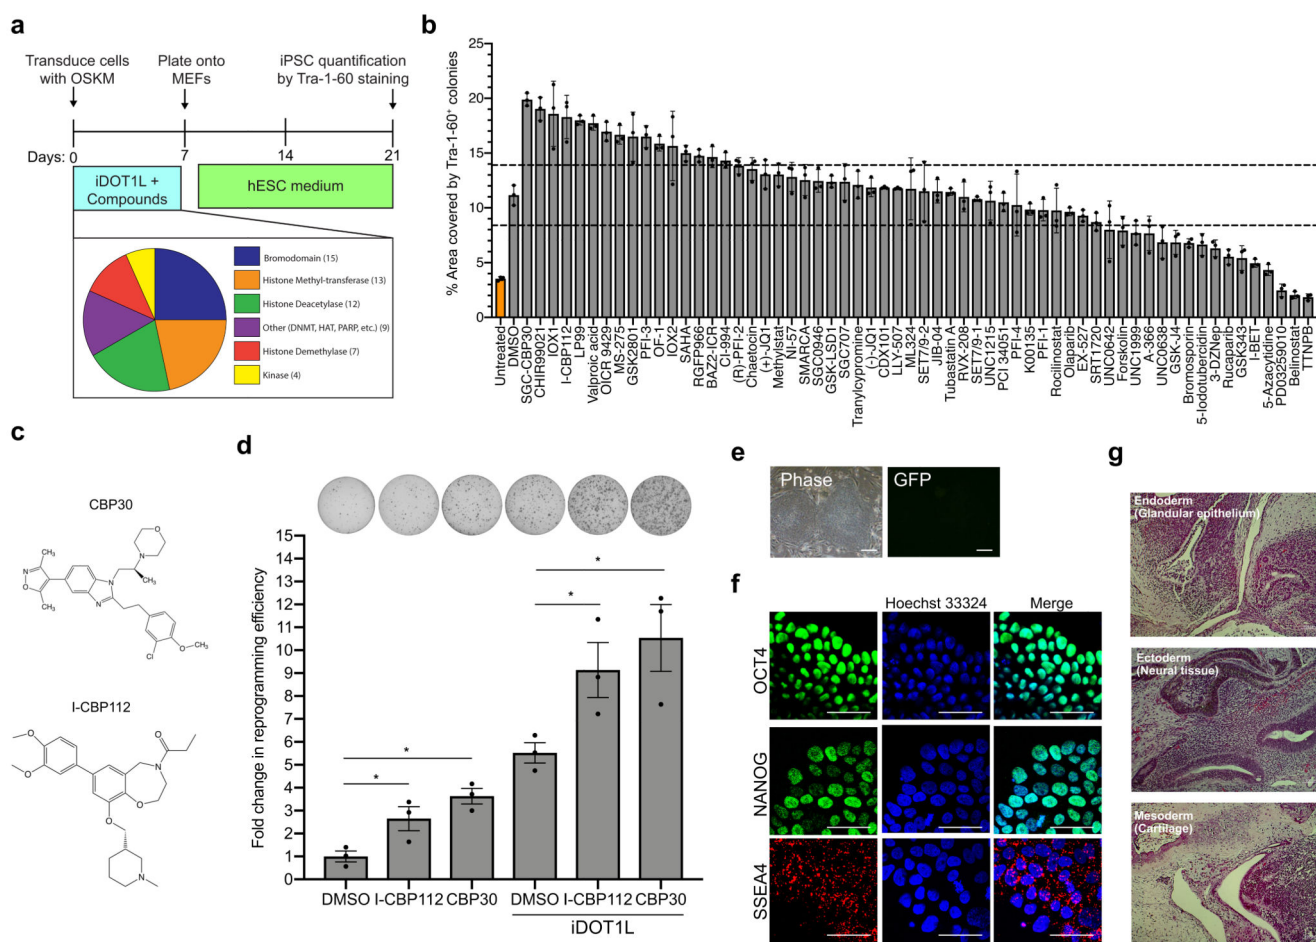 a
Transduce cells
with OSKM
Plate onto
MEFs
iPSC quantification
by Tra-1-60 staining
Days: 0
7
14
21
iDOT1L +
Compounds
hESC medium
Bromodomain (15)
Histone Methyl-transferase (13)
Histone Deacetylase (12)
Other (DNMT, HAT, PARP, etc.) (9)
Histone Demethylase (7)
Kinase (4)
b
% Area covered by Tra-1-60⁺ colonies
25
20
15
10
5
0
Untreated
DMSO
SGC-CBP30
CHIR99021
IOX1
I-CBP112
LP99
Valproic acid
OICR 9429
MS-275
GSK2801
PFI-3
OF-1
IOX2
SAHA
RGFP966
BAZ2-ICR
CI-994
(R)-PFI-2
Chaetocin
(+)-JQ1
Methylstat
NI-57
SMARCA
SGC0946
GSK-LSD1
SGC707
Tranylcypromine
(-)-JQ1
CDX101
LLY-507
ML324
SET7/9-2
JIB-04
Tubastatin A
RVX-208
SET7/9-1
UNC1215
PCI 34051
PFI-4
K00135
PFI-1
Rocilinostat
Olaparib
EX-527
SRT1720
UNC0642
Forskolin
UNC1999
A-366
UNC0638
GSK-J4
Bromosporin
5-Iodotubercidin
3-DZNep
Rucaparib
GSK343
I-BET
5-Azacytidine
PD0325910
Belinostat
TTNPB
c
CBP30
CH₃
N
O
CH₃
N
N
O
N
CH₃
Cl
O
CH₃
I-CBP112
O
O
O
N
O
O
N
d
Fold change in reprogramming efficiency
15
14
13
12
11
10
9
8
7
6
5
4
3
2
1
0
*
*
*
*
DMSO
I-CBP112
CBP30
DMSO
I-CBP112
CBP30
iDOT1L
e
Phase
GFP
f
Hoechst 33324
Merge
OCT4
NANOG
SSEA4
g
Endoderm
(Glandular epithelium)
Ectoderm
(Neural tissue)
Mesoderm
(Cartilage)